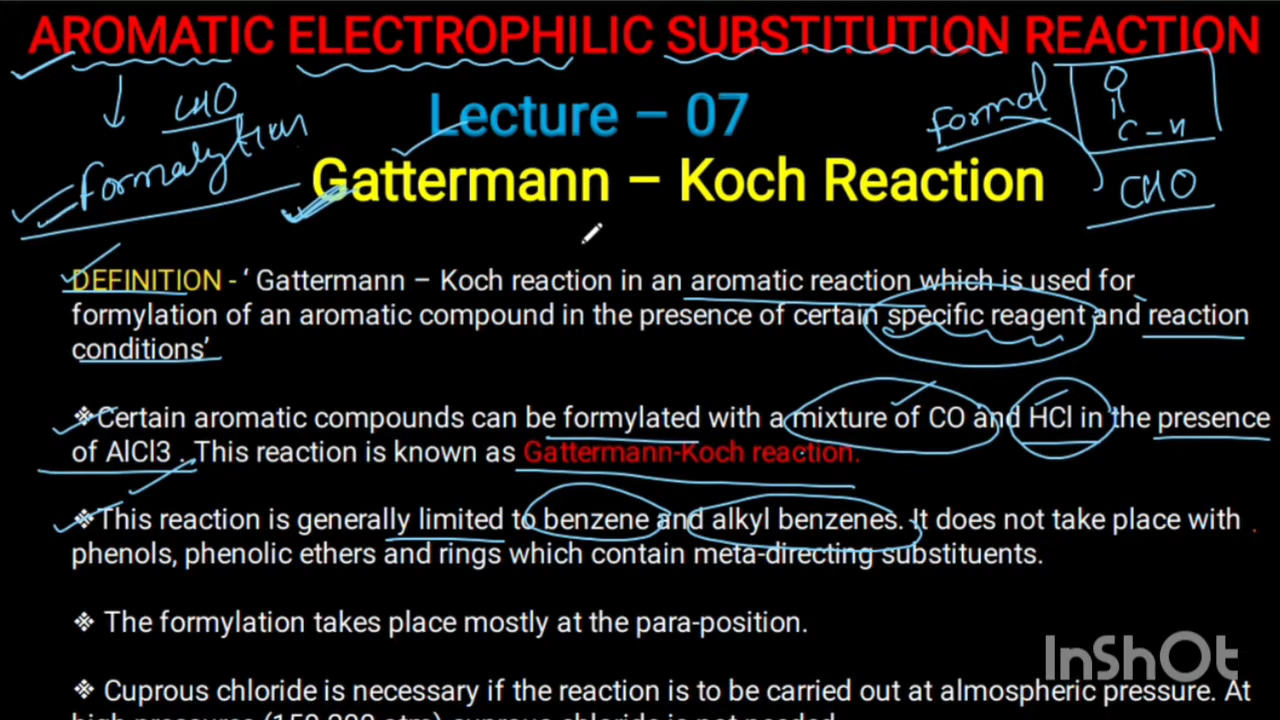 AROMATIC ELECTROPHILIC SUBSTITUTION REACTION
CHO
Formalytion
Lecture – 07
Formal
O
C – H
CHO
Gattermann – Koch Reaction
DEFINITION - ‘ Gattermann – Koch reaction in an aromatic reaction which is used for
formylation of an aromatic compound in the presence of certain specific reagent and reaction
conditions’
❖Certain aromatic compounds can be formylated with a mixture of CO and HCl in the presence
of AlCl3 . This reaction is known as Gattermann-Koch reaction.
❖This reaction is generally limited to benzene and alkyl benzenes. It does not take place with
phenols, phenolic ethers and rings which contain meta-directing substituents.
❖ The formylation takes place mostly at the para-position.
❖ Cuprous chloride is necessary if the reaction is to be carried out at almospheric pressure. At
InShOt